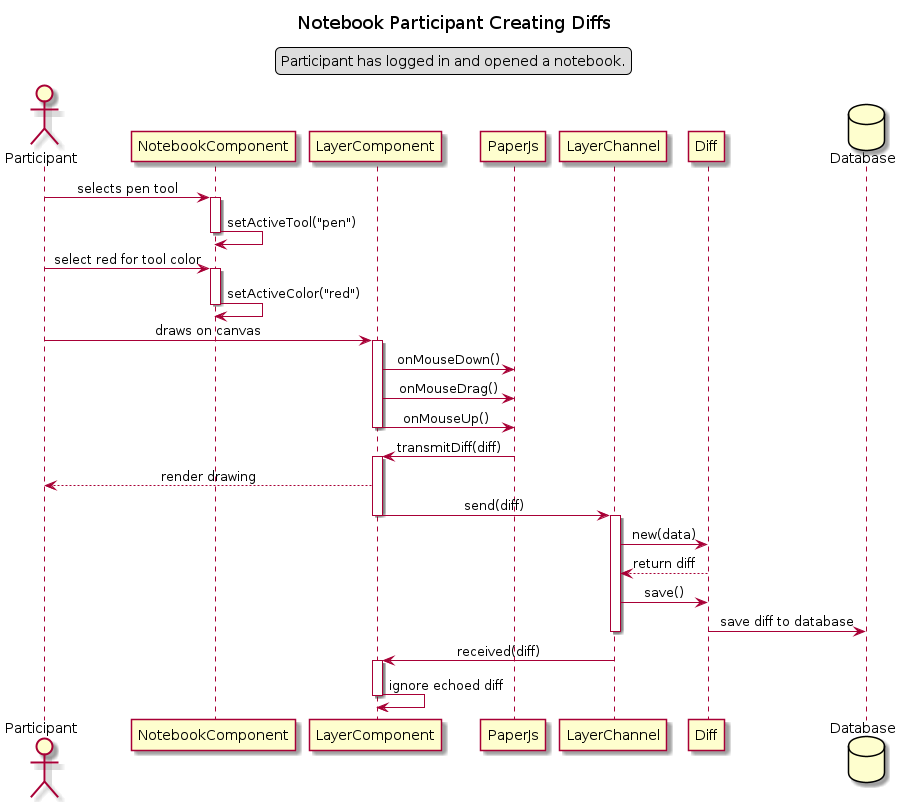 Notebook Participant Creating Diffs
Participant has logged in and opened a notebook.
Participant
NotebookComponent
LayerComponent
PaperJs
LayerChannel
Diff
Database
selects pen tool
setActiveTool("pen")
select red for tool color
setActiveColor("red")
draws on canvas
onMouseDown()
onMouseDrag()
onMouseUp()
transmitDiff(diff)
render drawing
send(diff)
new(data)
return diff
save()
save diff to database
received(diff)
ignore echoed diff
Participant
NotebookComponent
LayerComponent
PaperJs
LayerChannel
Diff
Database